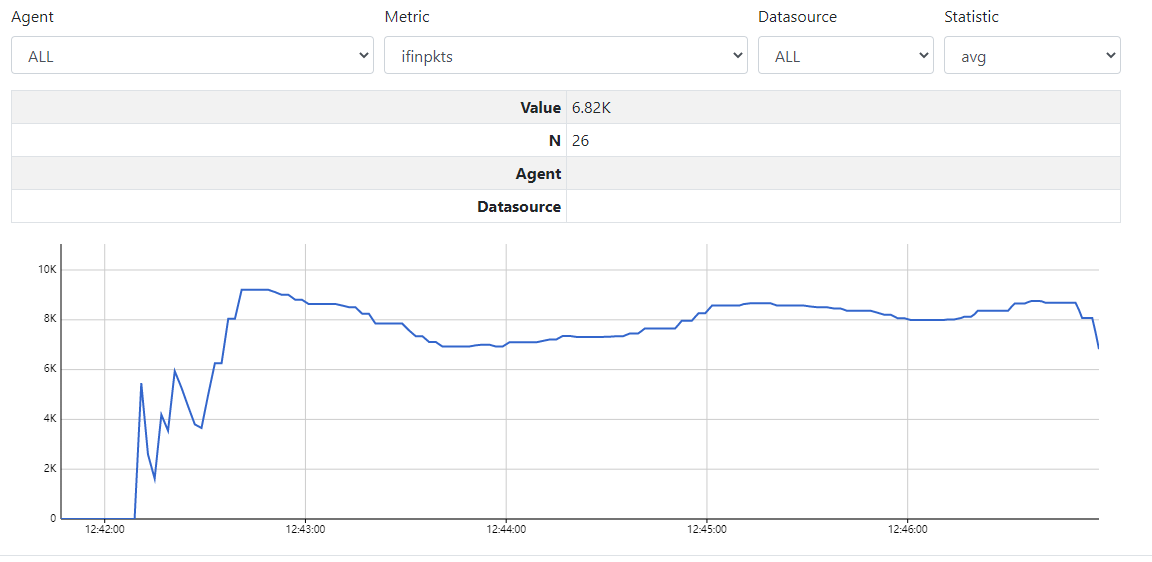 Agent Metric Datasource Statistic
ALL ifinpkts ALL avg
Value 6.82K
N 26
Agent
Datasource
10K
8K
6K
4K
2K
0
12:42:00 12:43:00 12:44:00 12:45:00 12:46:00